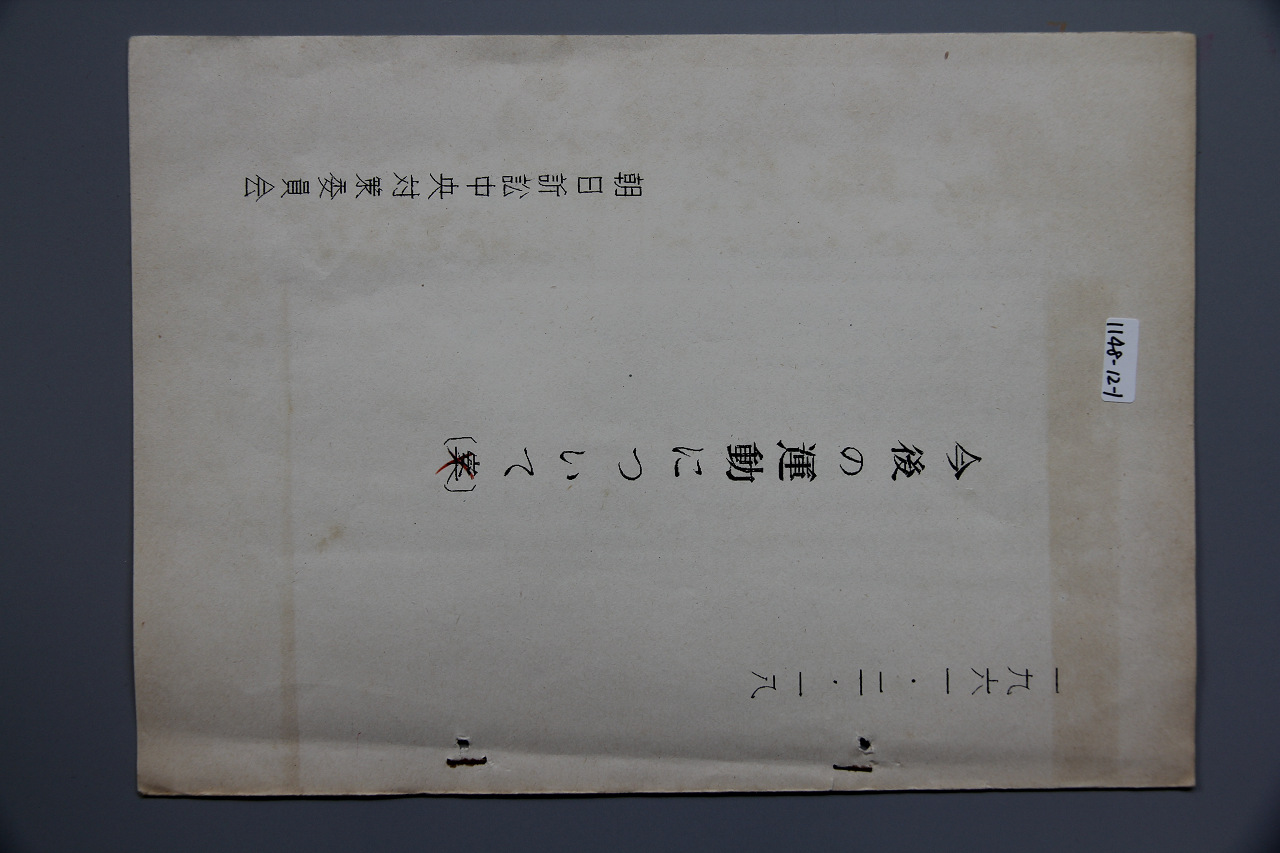 1148-12-1
一九六一・二・一八
今後の運動について〔案〕
朝日訴訟中央対策委員会